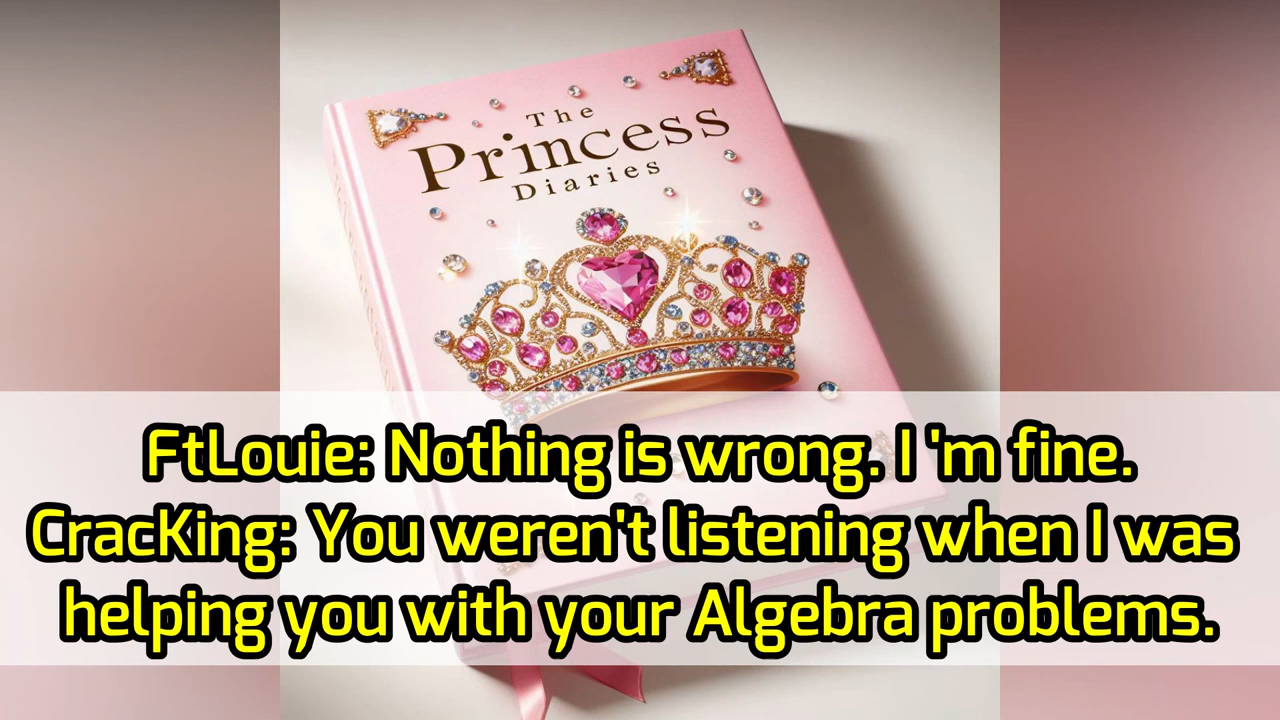 The
Princess
Diaries
FtLouie: Nothing is wrong. I 'm fine.
CracKing: You weren't listening when I was
helping you with your Algebra problems.